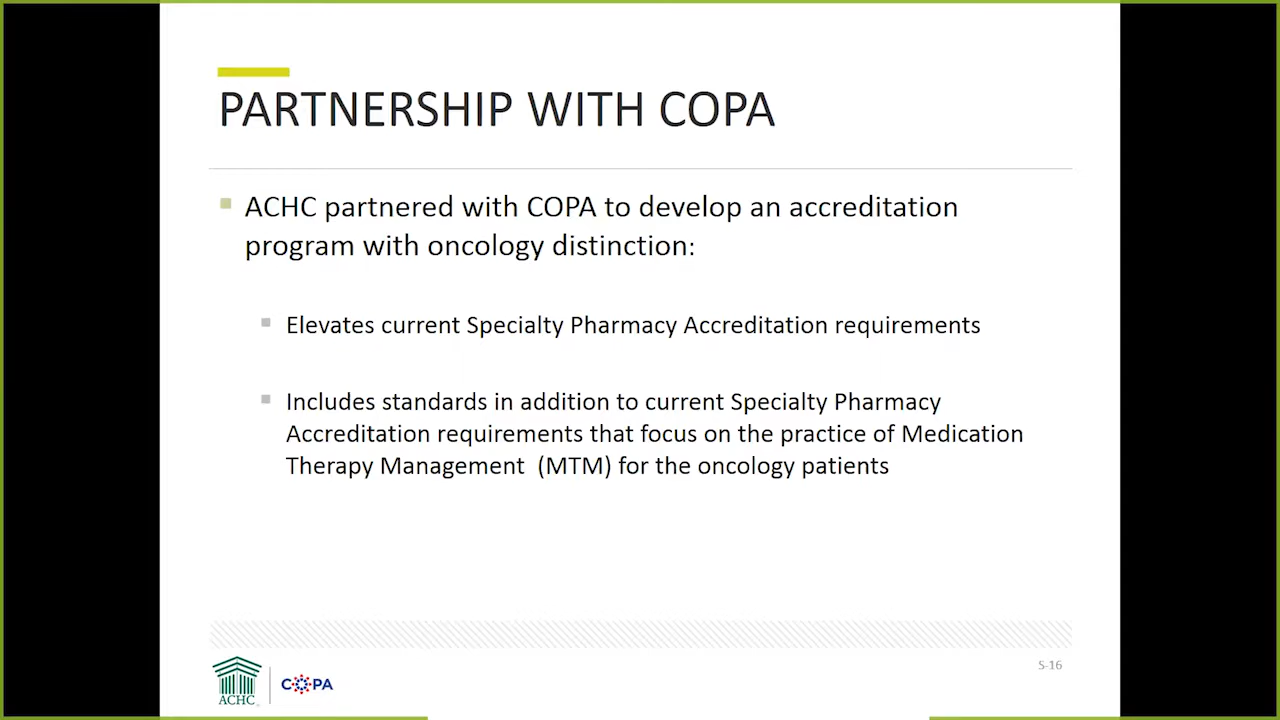 PARTNERSHIP WITH COPA
ACHC partnered with COPA to develop an accreditation
program with oncology distinction:
Elevates current Specialty Pharmacy Accreditation requirements
Includes standards in addition to current Specialty Pharmacy
Accreditation requirements that focus on the practice of Medication
Therapy Management (MTM) for the oncology patients
5-16
ACHC
COPA